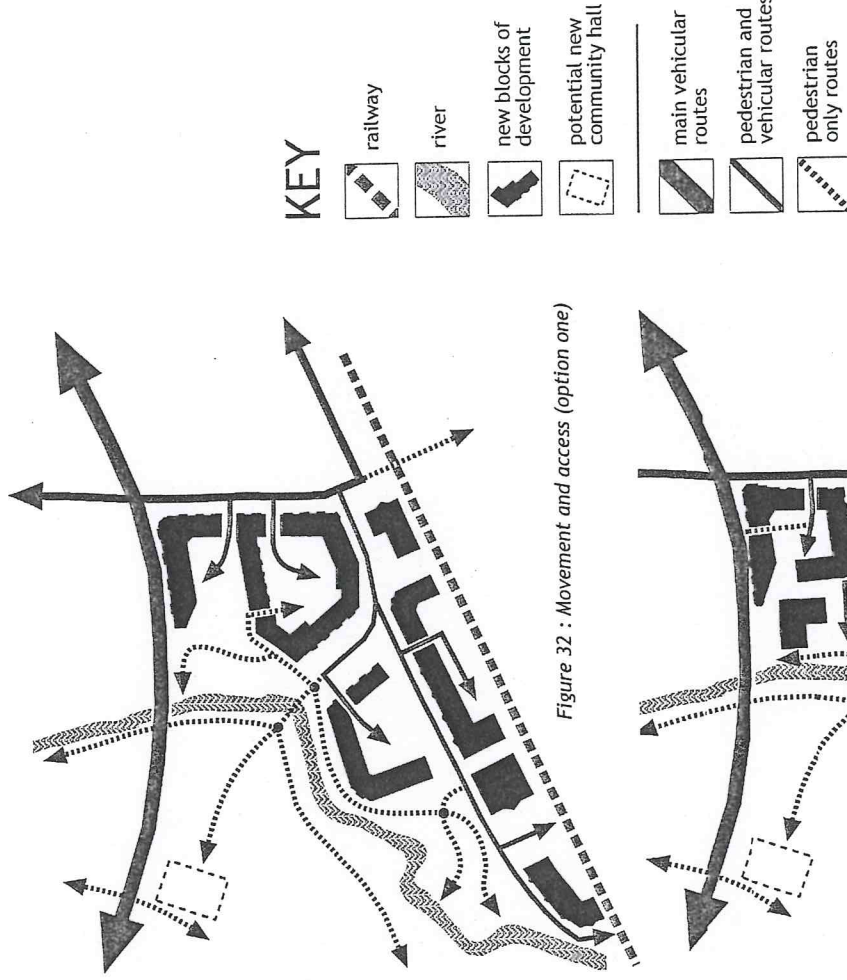 KEY
railway
river
new blocks of
development
potential new
community hall
main vehicular
routes
pedestrian and
vehicular routes
pedestrian
only routes
Figure 32 : Movement and access (option one)